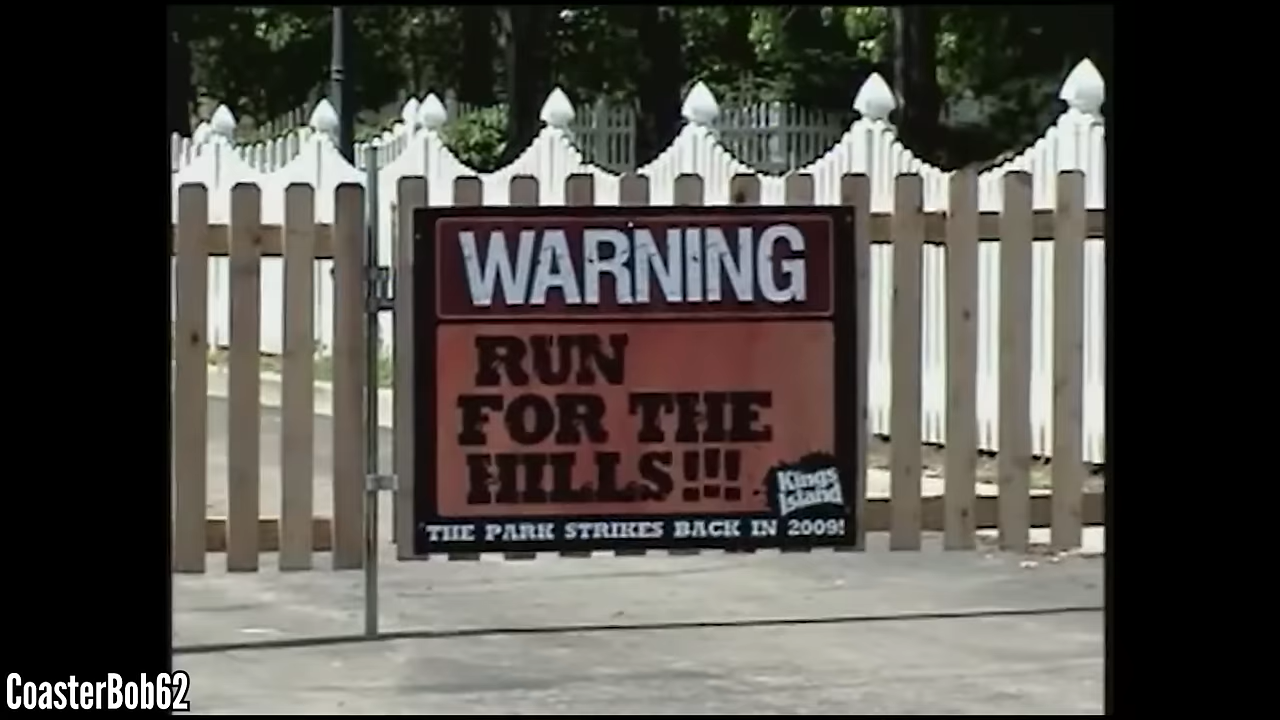 WARNING
RUN
FOR THE
HILLS!!!
Kings
Island
THE PARK STRIKES BACK IN 2009!
CoasterBob62